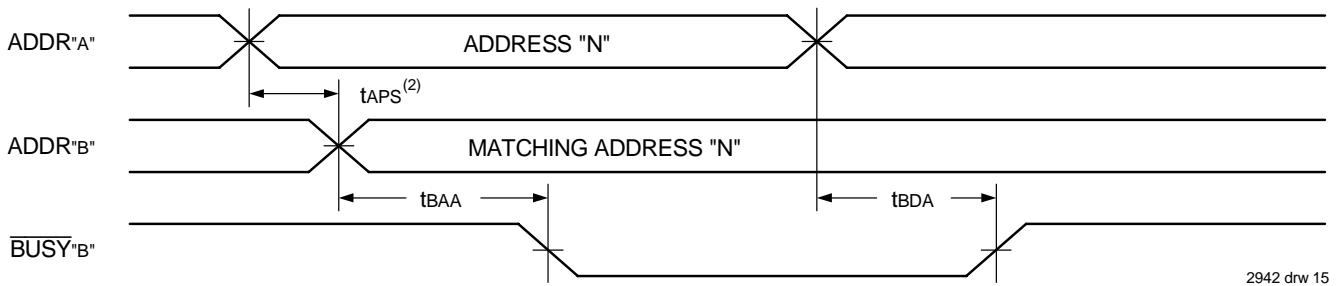 ADDR"A"
ADDRESS "N"
tAPS(2)
ADDR"B"
MATCHING ADDRESS "N"
tBAA
tBDA
BUSY"B"
2942 drw 15